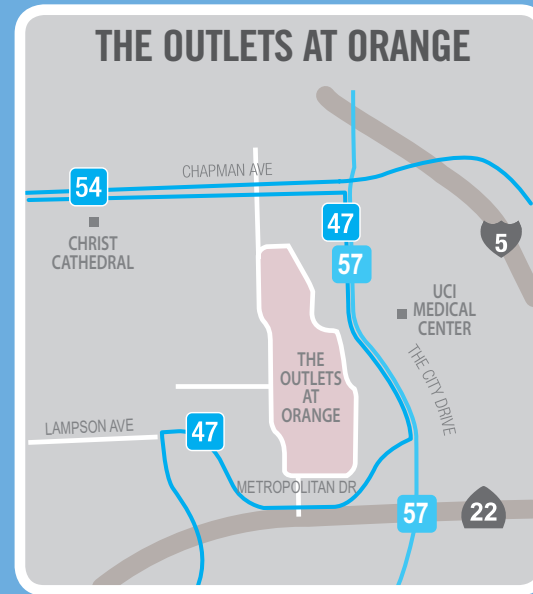 THE OUTLETS AT ORANGE
CHAPMAN AVE
54
47
CHRIST
CATHEDRAL
5
57
UCI
MEDICAL
CENTER
THE
OUTLETS
AT
ORANGE
THE CITY DRIVE
LAMPSON AVE
47
METROPOLITAN DR
57
22